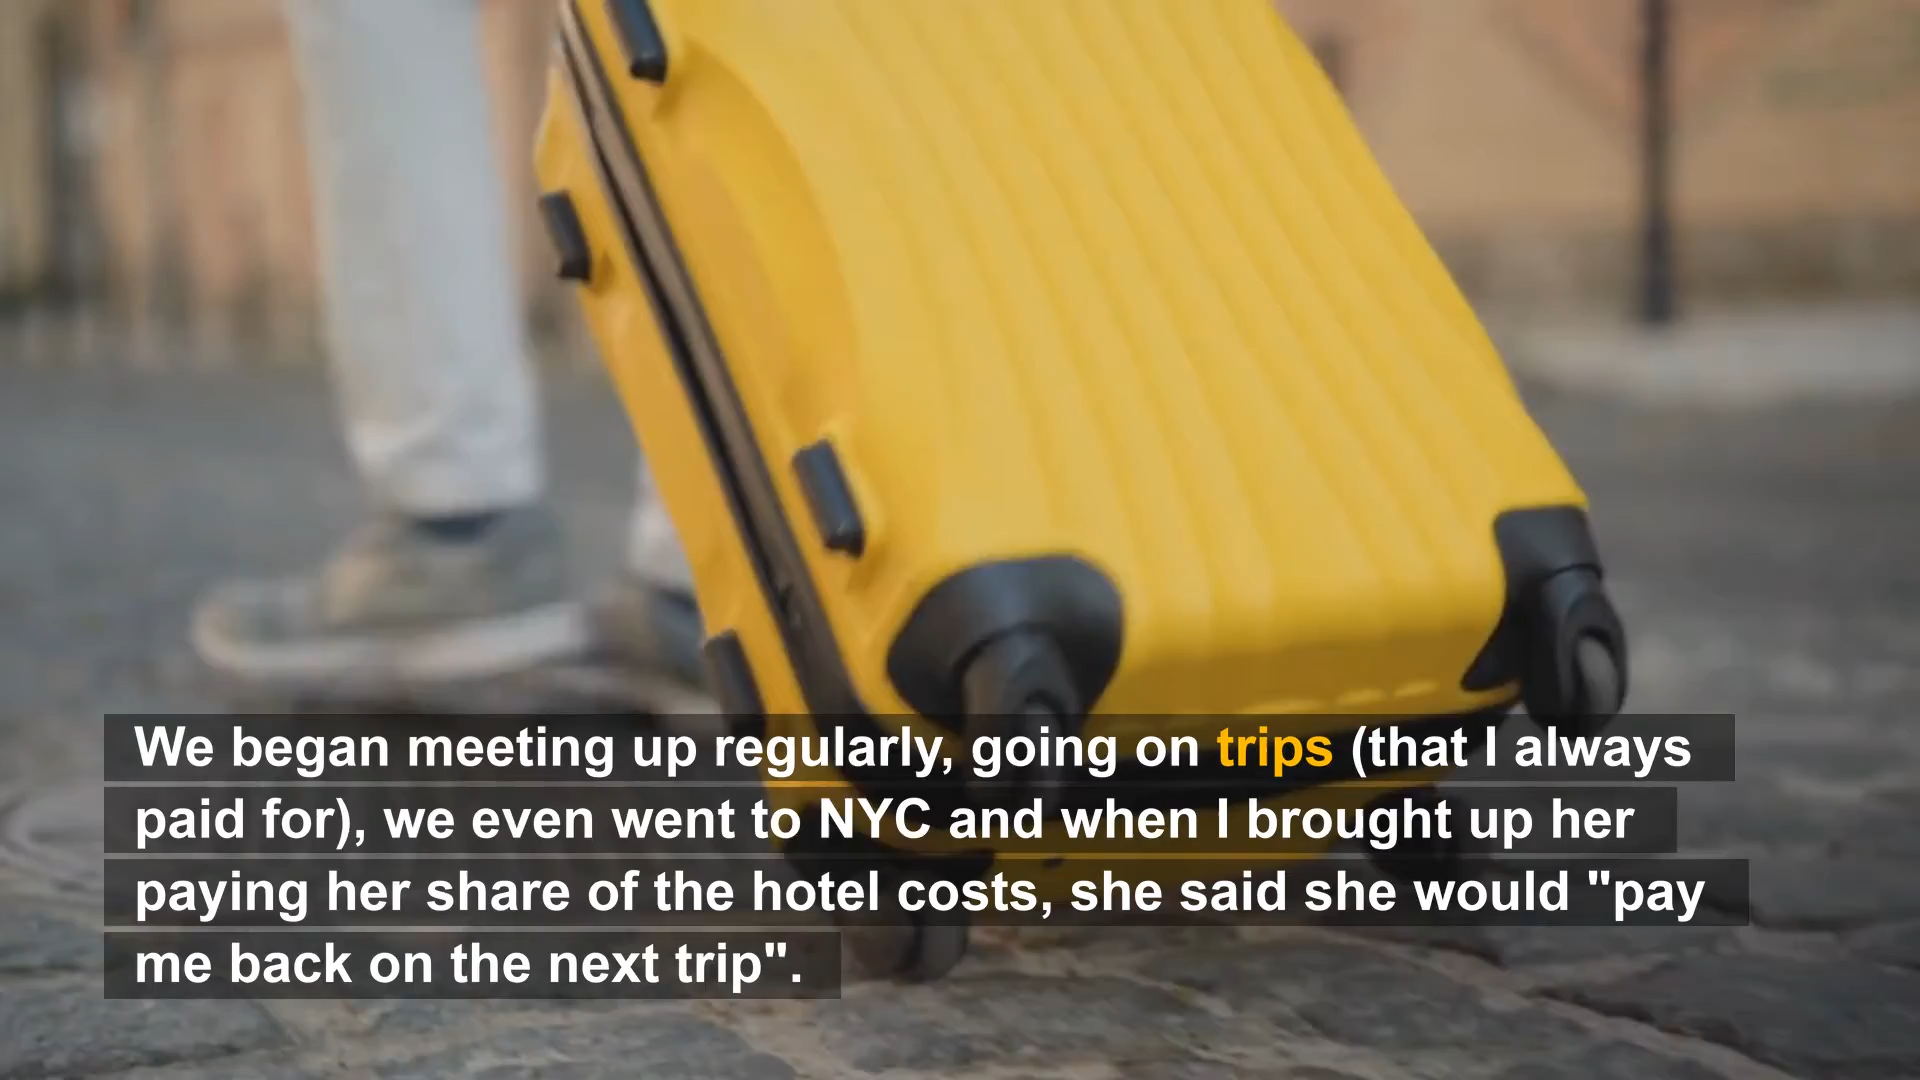 We began meeting up regularly, going on trips (that I always
paid for), we even went to NYC and when I brought up her
paying her share of the hotel costs, she said she would "pay
me back on the next trip".